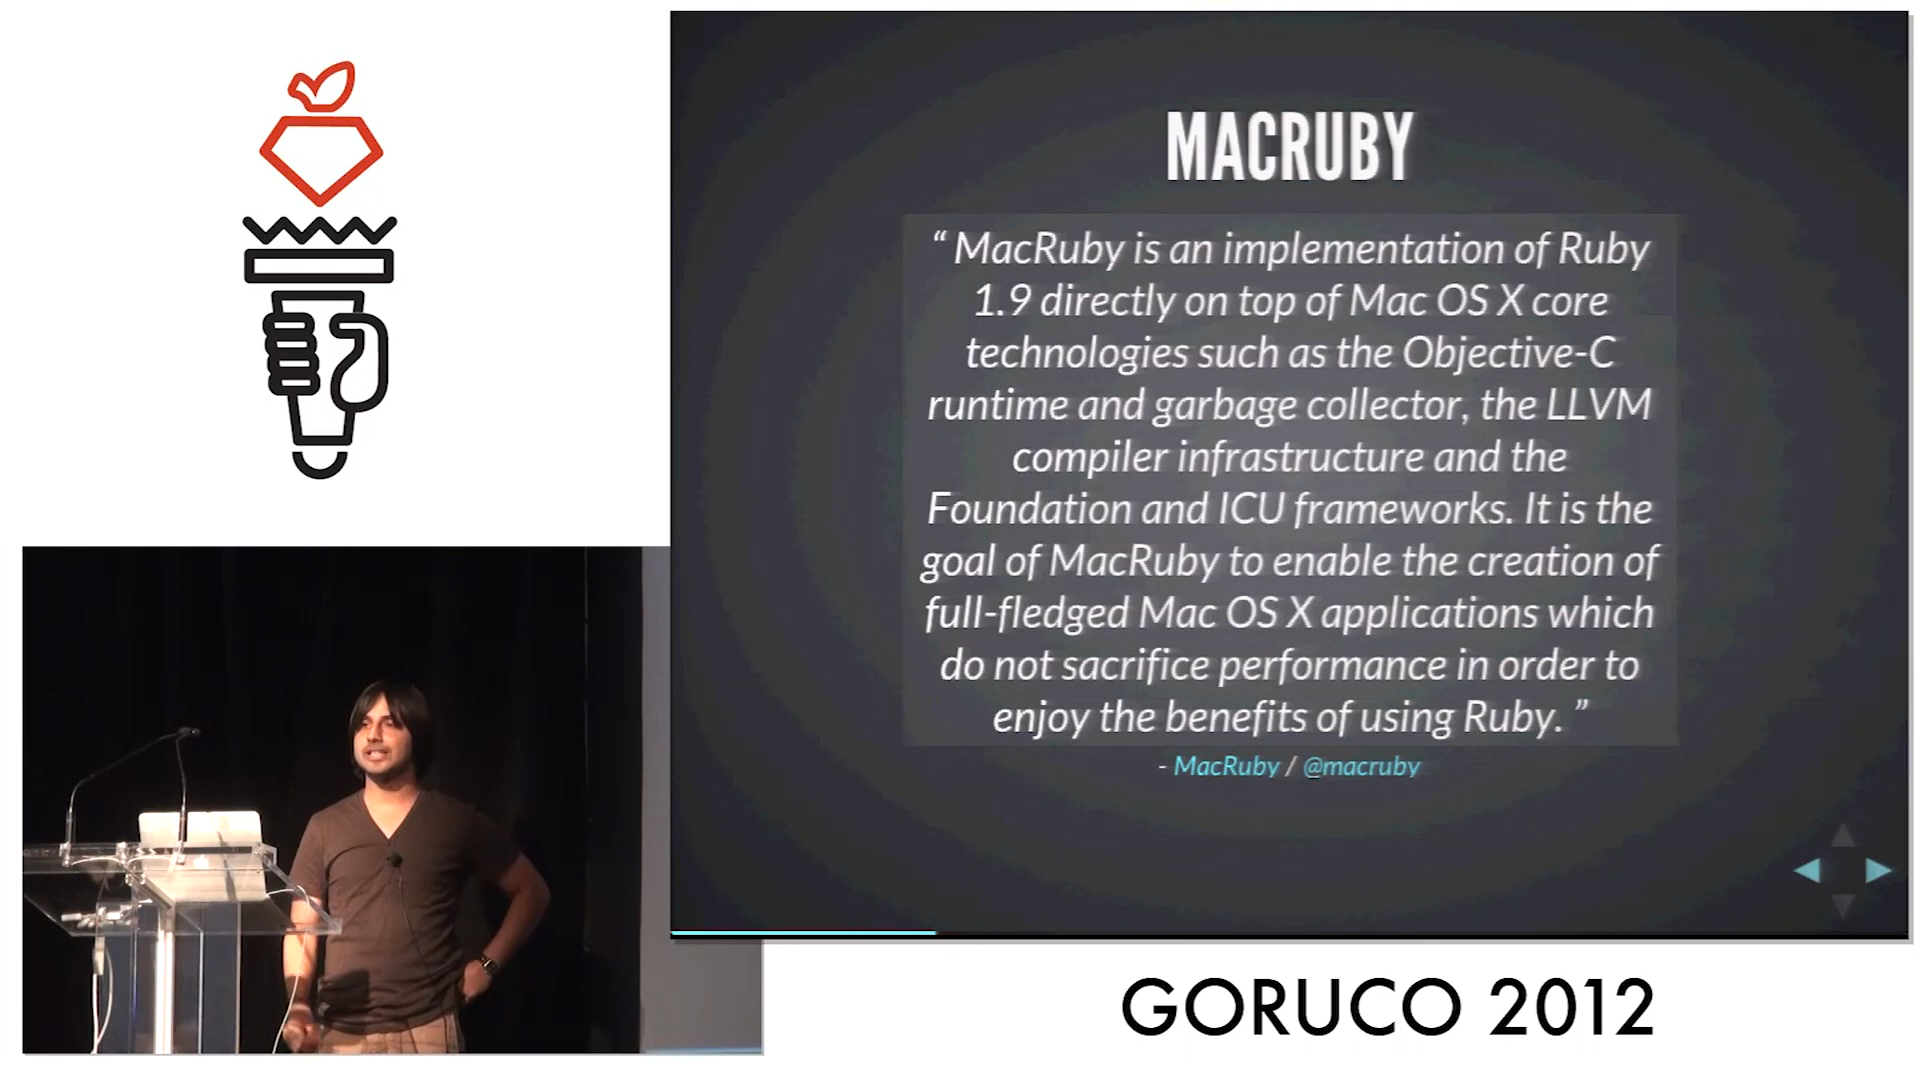 MACRUBY
“ MacRuby is an implementation of Ruby
1.9 directly on top of Mac OS X core
technologies such as the Objective-C
runtime and garbage collector, the LLVM
compiler infrastructure and the
Foundation and ICU frameworks. It is the
goal of MacRuby to enable the creation of
full-fledged Mac OS X applications which
do not sacrifice performance in order to
enjoy the benefits of using Ruby. ”
- MacRuby / @macruby
GORUCO 2012